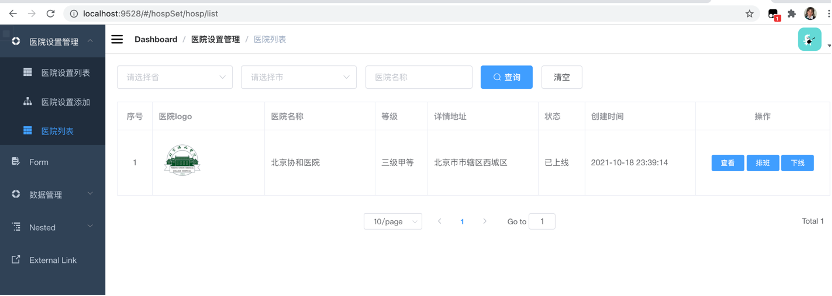 localhost:9528/#/hospSet/hosp/list
1
医院设置管理
Dashboard / 医院设置管理 / 医院列表
医院设置列表
医院设置添加
医院列表
Form
数据管理
Nested
External Link
请选择省 请选择市 医院名称 查询 清空
序号 医院logo 医院名称 等级 详情地址 状态 创建时间 操作
1 北京协和医院 三级甲等 北京市市辖区西城区 已上线 2021-10-18 23:39:14 查看 排班 下线
10/page 1 Go to 1 Total 1